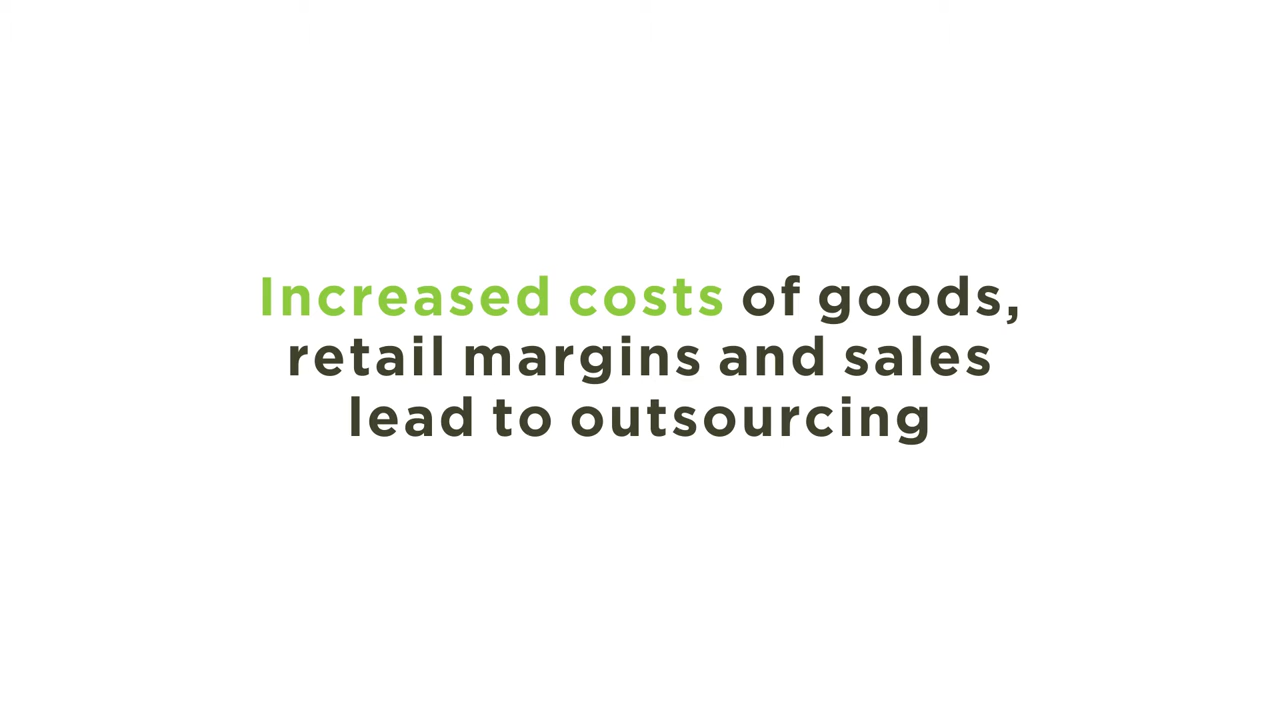 Increased costs of goods,
retail margins and sales
lead to outsourcing